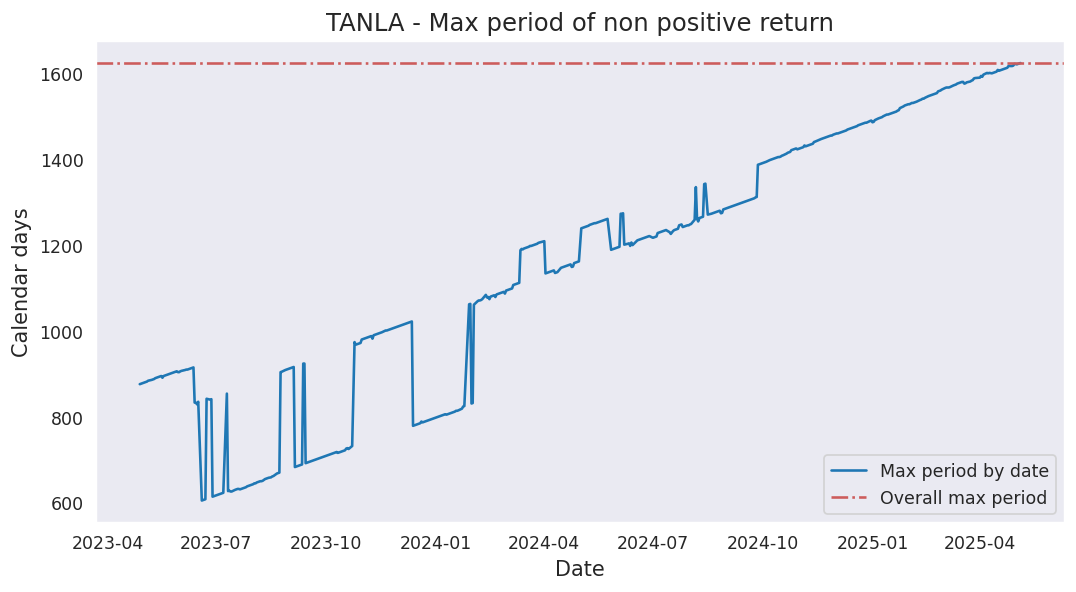 TANLA - Max period of non positive return
Calendar days
1600
1400
1200
1000
800
600
2023-04 2023-07 2023-10 2024-01 2024-04 2024-07 2024-10 2025-01 2025-04
Date
Max period by date
Overall max period